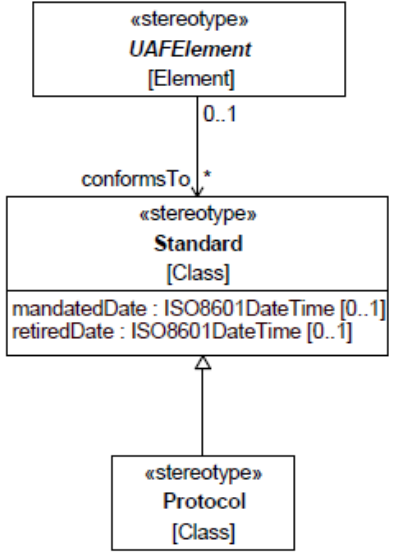 «stereotype»
UAFElement
[Element]
0..1
conformsTo *
«stereotype»
Standard
[Class]
mandatedDate : ISO8601DateTime [0..1]
retiredDate : ISO8601DateTime [0..1]
«stereotype»
Protocol
[Class]